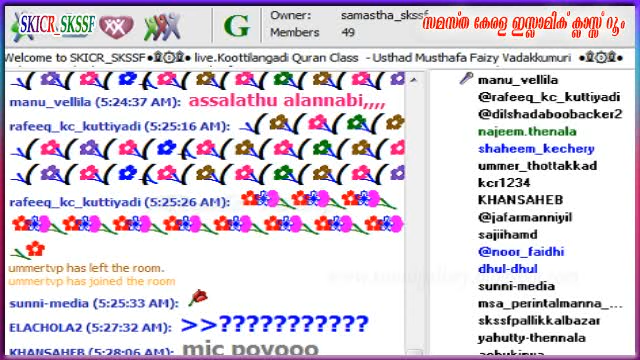 SKICR_SKSSF
G
Owner: samastha_skssf
Members 49
സമസ്ത കേരള ഇസ്ലാമിക് ക്ലാസ്സ് റൂം
Welcome to SKICR_SKSSF live.Koottilangadi Quran Class - Usthad Musthafa Faizy Vadakkumuri
manu_vellila (5:24:37 AM): assalathu alannabi,,,,
rafeeq_kc_kuttiyadi (5:25:16 AM):
rafeeq_kc_kuttiyadi (5:25:26 AM):
ummertvp has left the room.
ummertvp has joined the room
sunni-media (5:25:33 AM):
ELACHOLA2 (5:27:32 AM): >>???????????
KHANSAHEB (5:28:06 AM): mic poyooo
manu_vellila
@rafeeq_kc_kuttiyadi
@dilshadaboobacker2
najeem.thenala
shaheem_kechery
ummer_thottakkad
kcr1234
KHANSAHEB
@jafarmanniyil
sajiihamd
@noor_faidhi
dhul-dhul
sunni-media
msa_perintalmanna_...
skssfpallikkalbazar
yahutty-thennala